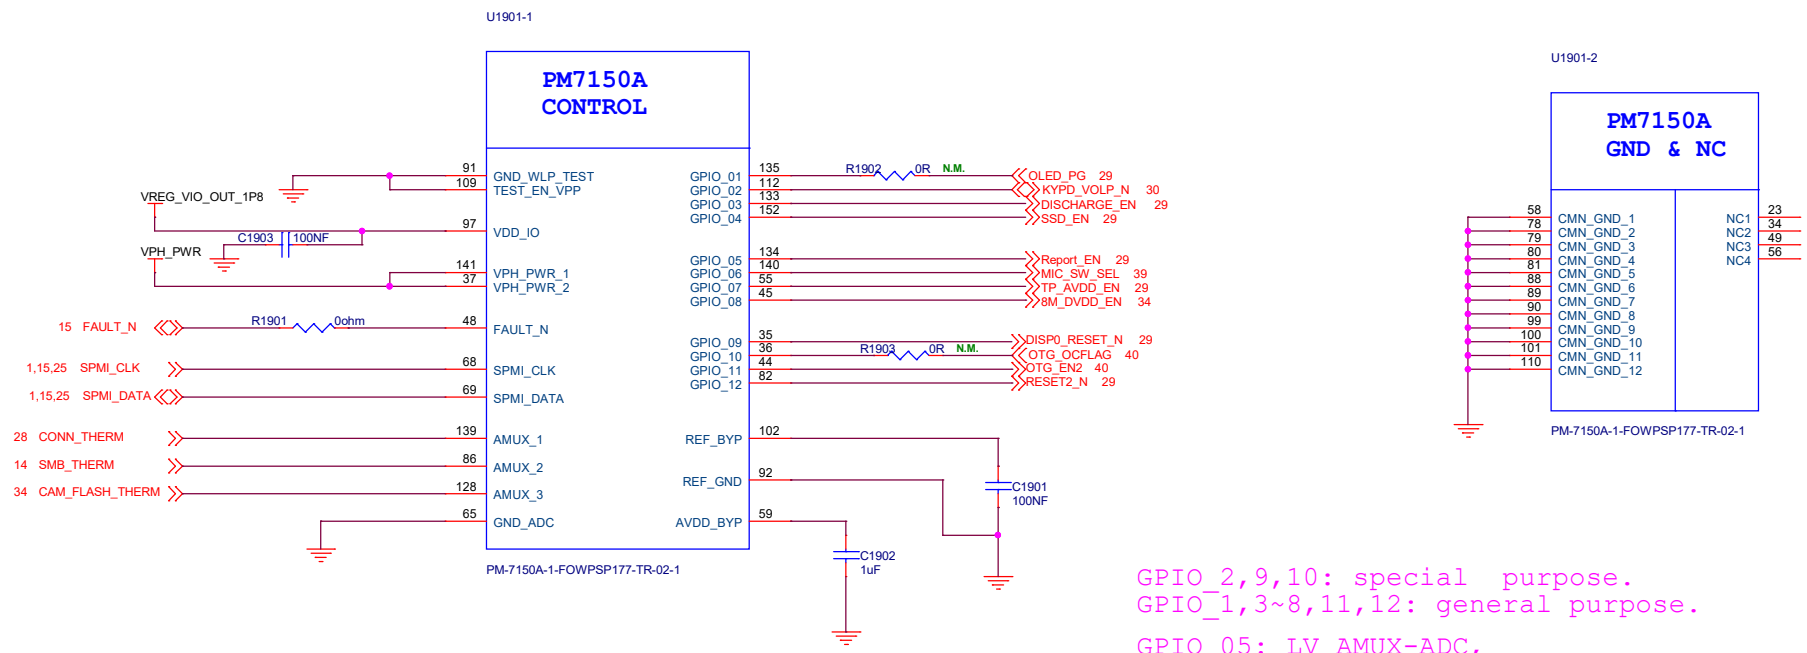 U1901-1
PM7150A
CONTROL
91 GND_WLP_TEST
109 TEST_EN_VPP
VREG_VIO_OUT_1P8
97 VDD_IO
C1903 100NF
VPH_PWR
141 VPH_PWR_1
37 VPH_PWR_2
15 FAULT_N R1901 0ohm 48 FAULT_N
1,15,25 SPMI_CLK 68 SPMI_CLK
1,15,25 SPMI_DATA 69 SPMI_DATA
28 CONN_THERM 139 AMUX_1
14 SMB_THERM 86 AMUX_2
34 CAM_FLASH_THERM 128 AMUX_3
65 GND_ADC
GPIO_01 135 R1902 0R N.M. OLED_PG 29
GPIO_02 112 KYPD_VOLP_N 30
GPIO_03 133 DISCHARGE_EN 29
GPIO_04 152 SSD_EN 29
GPIO_05 134 Report_EN 29
GPIO_06 140 MIC_SW_SEL 39
GPIO_07 55 TP_AVDD_EN 29
GPIO_08 45 8M_DVDD_EN 34
GPIO_09 35 DISP0_RESET_N 29
GPIO_10 36 R1903 0R N.M. OTG_OCFLAG 40
GPIO_11 44 OTG_EN2 40
GPIO_12 82 RESET2_N 29
REF_BYP 102
REF_GND 92
C1901
100NF
AVDD_BYP 59
C1902
1uF
PM-7150A-1-FOWPSP177-TR-02-1
U1901-2
PM7150A
GND & NC
58 CMN_GND_1
78 CMN_GND_2
79 CMN_GND_3
80 CMN_GND_4
81 CMN_GND_5
88 CMN_GND_6
89 CMN_GND_7
90 CMN_GND_8
99 CMN_GND_9
100 CMN_GND_10
101 CMN_GND_11
110 CMN_GND_12
NC1 23
NC2 34
NC3 49
NC4 56
PM-7150A-1-FOWPSP177-TR-02-1
GPIO_2,9,10: special purpose.
GPIO_1,3~8,11,12: general purpose.
GPIO_05: LV AMUX-ADC.